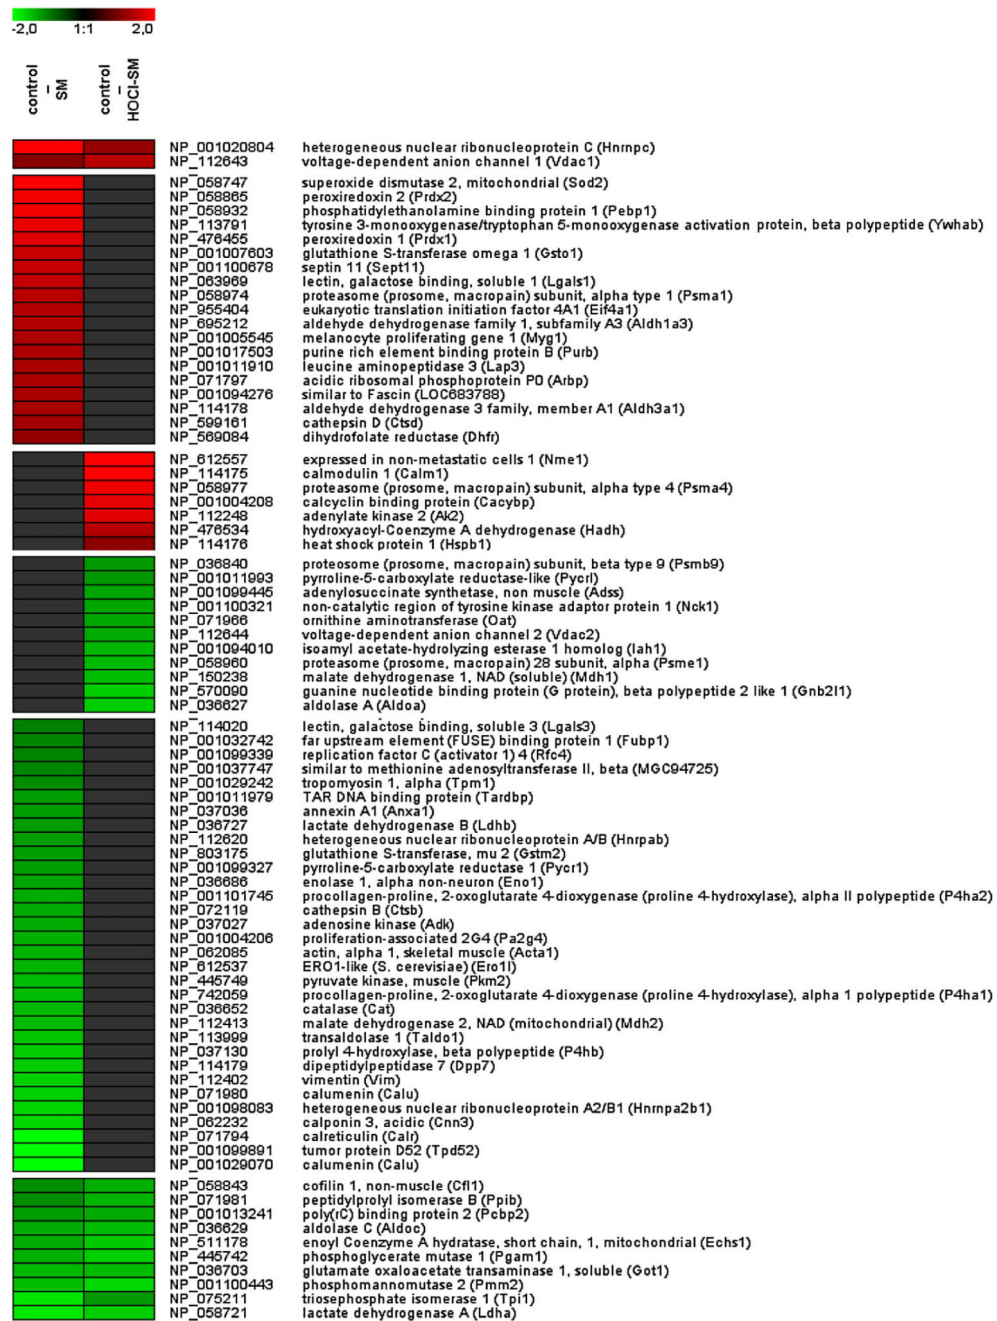 -2,0 1:1 2,0
control – SM
control – HOCl-SM
NP_001020804 heterogeneous nuclear ribonucleoprotein C (Hnrnpc)
NP_112643 voltage-dependent anion channel 1 (Vdac1)
NP_058747 superoxide dismutase 2, mitochondrial (Sod2)
NP_058865 peroxiredoxin 2 (Prdx2)
NP_058932 phosphatidylethanolamine binding protein 1 (Pebp1)
NP_113791 tyrosine 3-monooxygenase/tryptophan 5-monooxygenase activation protein, beta polypeptide (Ywhab)
NP_476455 peroxiredoxin 1 (Prdx1)
NP_001007603 glutathione S-transferase omega 1 (Gsto1)
NP_001100678 septin 11 (Sept11)
NP_063969 lectin, galactose binding, soluble 1 (Lgals1)
NP_058974 proteasome (prosome, macropain) subunit, alpha type 1 (Psma1)
NP_955404 eukaryotic translation initiation factor 4A1 (Eif4a1)
NP_695212 aldehyde dehydrogenase family 1, subfamily A3 (Aldh1a3)
NP_001005545 melanocyte proliferating gene 1 (Myg1)
NP_001017503 purine rich element binding protein B (Purb)
NP_001011910 leucine aminopeptidase 3 (Lap3)
NP_071797 acidic ribosomal phosphoprotein P0 (Arbp)
NP_001094276 similar to Fascin (LOC683788)
NP_114178 aldehyde dehydrogenase 3 family, member A1 (Aldh3a1)
NP_599161 cathepsin D (Ctsd)
NP_569084 dihydrofolate reductase (Dhfr)
NP_612557 expressed in non-metastatic cells 1 (Nme1)
NP_114175 calmodulin 1 (Calm1)
NP_058977 proteasome (prosome, macropain) subunit, alpha type 4 (Psma4)
NP_001004208 calcyclin binding protein (Cacybp)
NP_112248 adenylate kinase 2 (Ak2)
NP_476534 hydroxyacyl-Coenzyme A dehydrogenase (Hadh)
NP_114176 heat shock protein 1 (Hspb1)
NP_036840 proteosome (prosome, macropain) subunit, beta type 9 (Psmb9)
NP_001011993 pyrroline-5-carboxylate reductase-like (Pycrl)
NP_001099445 adenylosuccinate synthetase, non muscle (Adss)
NP_001100321 non-catalytic region of tyrosine kinase adaptor protein 1 (Nck1)
NP_071966 ornithine aminotransferase (Oat)
NP_112644 voltage-dependent anion channel 2 (Vdac2)
NP_001094010 isoamyl acetate-hydrolyzing esterase 1 homolog (Iah1)
NP_058960 proteasome (prosome, macropain) 28 subunit, alpha (Psme1)
NP_150238 malate dehydrogenase 1, NAD (soluble) (Mdh1)
NP_570090 guanine nucleotide binding protein (G protein), beta polypeptide 2 like 1 (Gnb2l1)
NP_036627 aldolase A (Aldoa)
NP_114020 lectin, galactose binding, soluble 3 (Lgals3)
NP_001032742 far upstream element (FUSE) binding protein 1 (Fubp1)
NP_001099339 replication factor C (activator 1) 4 (Rfc4)
NP_001037747 similar to methionine adenosyltransferase II, beta (MGC94725)
NP_001029242 tropomyosin 1, alpha (Tpm1)
NP_001011979 TAR DNA binding protein (Tardbp)
NP_037036 annexin A1 (Anxa1)
NP_036727 lactate dehydrogenase B (Ldhb)
NP_112620 heterogeneous nuclear ribonucleoprotein A/B (Hnrpab)
NP_803175 glutathione S-transferase, mu 2 (Gstm2)
NP_001099327 pyrroline-5-carboxylate reductase 1 (Pycr1)
NP_036686 enolase 1, alpha non-neuron (Eno1)
NP_001101745 procollagen-proline, 2-oxoglutarate 4-dioxygenase (proline 4-hydroxylase), alpha II polypeptide (P4ha2)
NP_072119 cathepsin B (Ctsb)
NP_037027 adenosine kinase (Adk)
NP_001004206 proliferation-associated 2G4 (Pa2g4)
NP_062085 actin, alpha 1, skeletal muscle (Acta1)
NP_612537 ERO1-like (S. cerevisiae) (Ero1l)
NP_445749 pyruvate kinase, muscle (Pkm2)
NP_742059 procollagen-proline, 2-oxoglutarate 4-dioxygenase (proline 4-hydroxylase), alpha 1 polypeptide (P4ha1)
NP_036652 catalase (Cat)
NP_112413 malate dehydrogenase 2, NAD (mitochondrial) (Mdh2)
NP_113999 transaldolase 1 (Taldo1)
NP_037130 prolyl 4-hydroxylase, beta polypeptide (P4hb)
NP_114179 dipeptidylpeptidase 7 (Dpp7)
NP_112402 vimentin (Vim)
NP_071980 calumenin (Calu)
NP_001098083 heterogeneous nuclear ribonucleoprotein A2/B1 (Hnrnpa2b1)
NP_062232 calponin 3, acidic (Cnn3)
NP_071794 calreticulin (Calr)
NP_001099891 tumor protein D52 (Tpd52)
NP_001029070 calumenin (Calu)
NP_058843 cofilin 1, non-muscle (Cfl1)
NP_071981 peptidylprolyl isomerase B (Ppib)
NP_001013241 poly(rC) binding protein 2 (Pcbp2)
NP_036629 aldolase C (Aldoc)
NP_511178 enoyl Coenzyme A hydratase, short chain, 1, mitochondrial (Echs1)
NP_445742 phosphoglycerate mutase 1 (Pgam1)
NP_036703 glutamate oxaloacetate transaminase 1, soluble (Got1)
NP_001100443 phosphomannomutase 2 (Pmm2)
NP_075211 triosephosphate isomerase 1 (Tpi1)
NP_058721 lactate dehydrogenase A (Ldha)